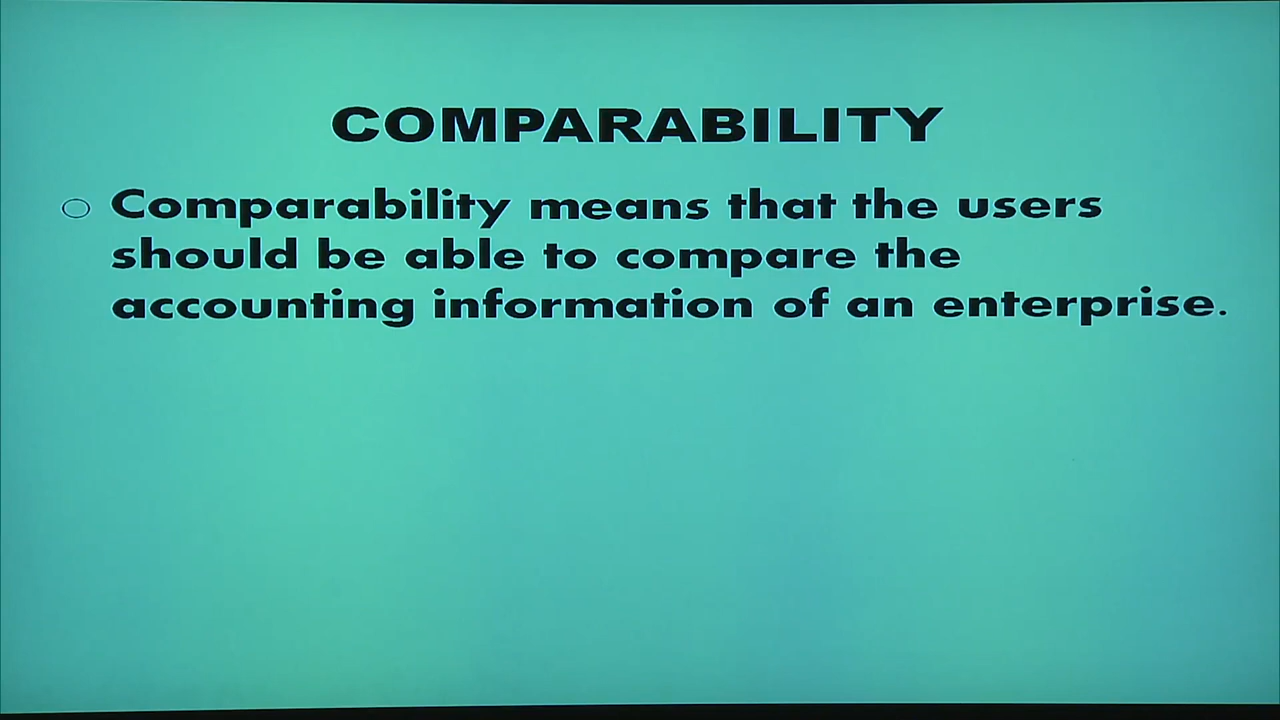 COMPARABILITY
Comparability means that the users
should be able to compare the
accounting information of an enterprise.